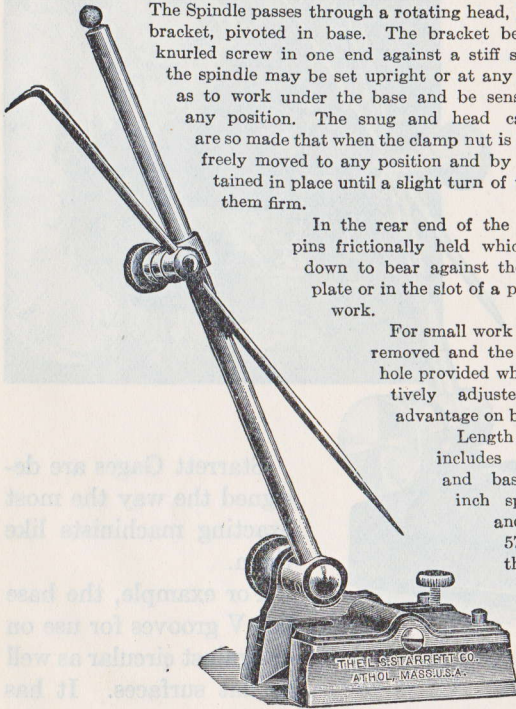 The Spindle passes through a rotating head,
bracket, pivoted in base. The bracket be
knurled screw in one end against a stiff s
the spindle may be set upright or at any
as to work under the base and be sens
any position. The snug and head ca
are so made that when the clamp nut is
freely moved to any position and by
tained in place until a slight turn of
them firm.
In the rear end of the
pins frictionally held whic
down to bear against the
plate or in the slot of a p
work.
For small work
removed and the
hole provided wh
tively adjuste
advantage on b
Length
includes
and bas
inch sp
and
57
th
Starrett Gages are de-
signed the way the most
exacting machinists like
or example, the base
V grooves for use on
t circular as well
surfaces. It has
THE L. S. STARRETT CO.
ATHOL, MASS. U.S.A.